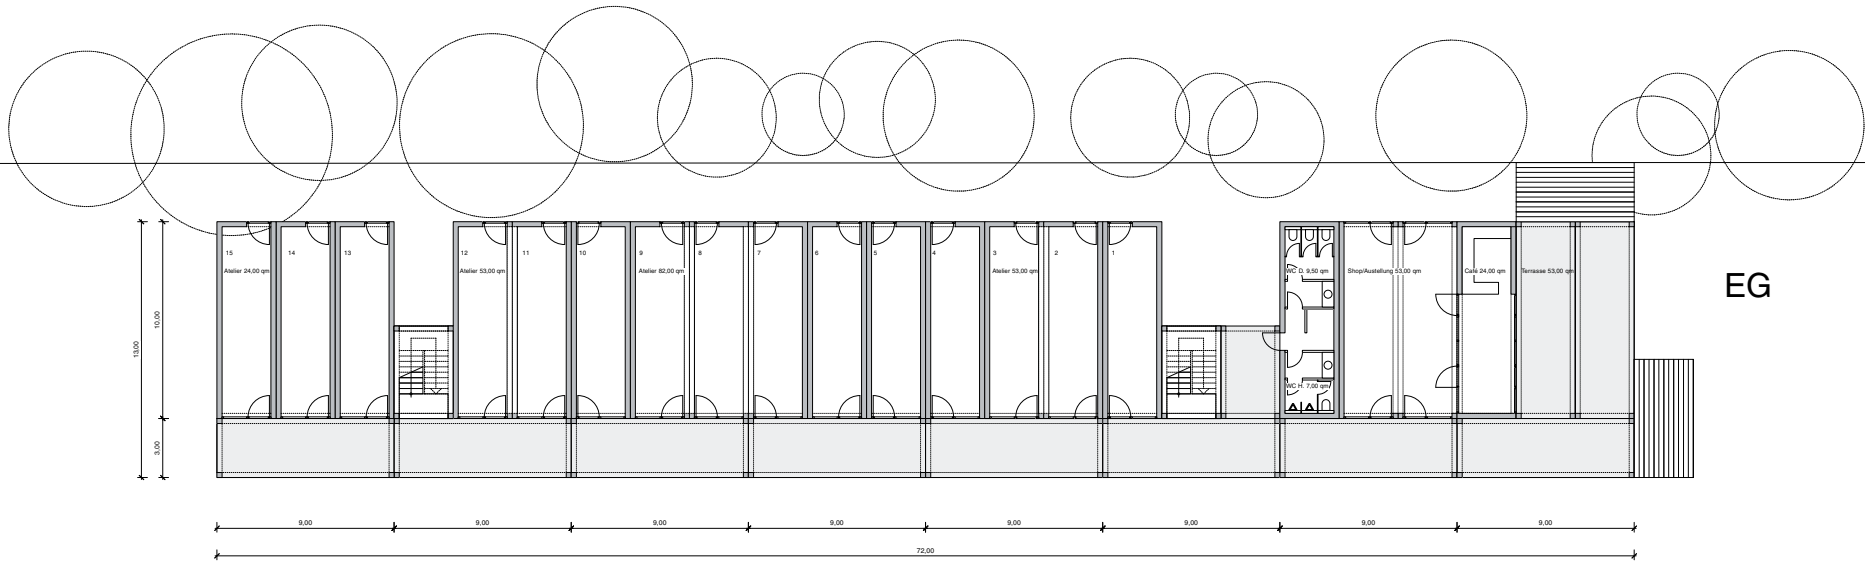 15
14
13
12
11
10
9
8
7
6
5
4
3
2
1
Atelier 24,00 qm
Atelier 53,00 qm
Atelier 82,00 qm
Atelier 53,00 qm
WC D. 9,50 qm
Shop/Austellung 53,00 qm
Café 24,00 qm
Terrasse 53,00 qm
EG
WC H. 7,00 qm
13,00
10,00
3,00
9,00
9,00
9,00
9,00
9,00
9,00
9,00
9,00
72,00